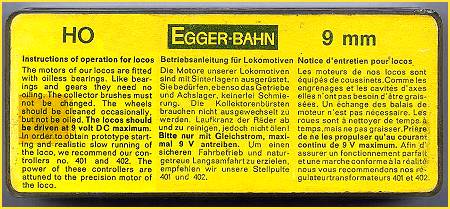 HO
EGGER-BAHN
9 mm
Instructions of operation for locos
The motors of our locos are fitted
with oilless bearings. Like bear-
ings and gears they need no
oiling. The collector brushes must
not be changed. The wheels
should be cleaned occasionally,
but not be oiled. The locos should
be driven at 9 volt DC maximum.
In order to obtain prototype start-
ing and realistic slow running of
the loco, we recommend our con-
trollers no. 401 and 402. The
power of these controllers are
attuned to the precision motor of
the loco.
Betriebsanleitung für Lokomotiven
Die Motore unserer Lokomotiven
sind mit Sinterlagern ausgerüstet.
Sie bedürfen, ebenso das Getriebe
und Achslager, keinerlei Schmie-
rung. Die Kollektorenbürsten
brauchen nicht ausgewechselt zu
werden. Laufkranz der Räder ab
und zu reinigen, jedoch nicht ölen!
Bitte nur mit Gleichstrom, maxi-
mal 9 V antreiben. Um einen
sicheren Fahrbetrieb und natur-
getreue Langsamfahrt zu erzielen,
empfehlen wir unsere Stellpulte
401 und 402.
Notice d'entretien pour locos
Les moteurs de nos locos sont
équipés de coussinets. Comme les
engrenages et les cavités d'essi-
eulles n'ont pas besoin d'être grais-
sées. Un échange des balais de
moteur n'est pas nécessaire. Les
roues sont à nettoyer de temps à
temps, mais ne pas graisser. Prière
de ne les propulser qu'au courant
continu de 9 V maximum. Afin d'
assurer un fonctionnement parfait
et une marche conforme à la réalité
nous vous recommendons nos ré-
gulateurs transformateurs 401 et 402.